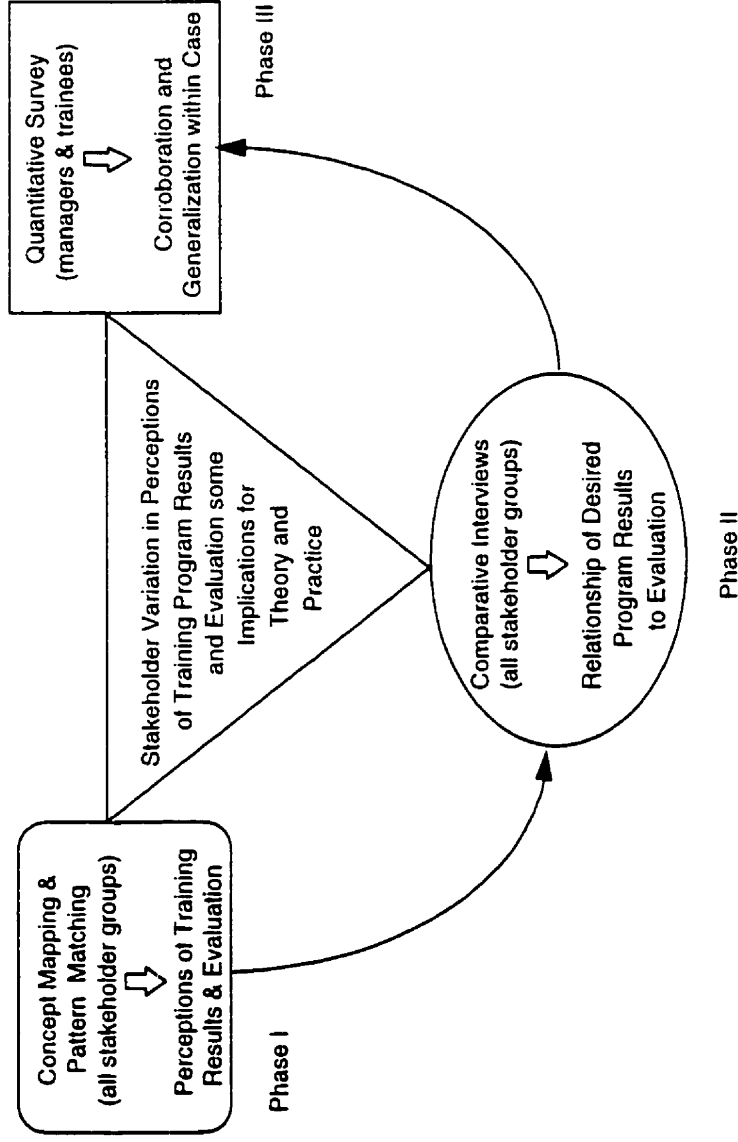 Concept Mapping &
Pattern Matching
(all stakeholder groups)
Perceptions of Training
Results & Evaluation
Phase I
Stakeholder Variation in Perceptions
of Training Program Results
and Evaluation some
Implications for
Theory and
Practice
Quantitative Survey
(managers & trainees)
Corroboration and
Generalization within Case
Phase III
Comparative Interviews
(all stakeholder groups)
Relationship of Desired
Program Results
to Evaluation
Phase II